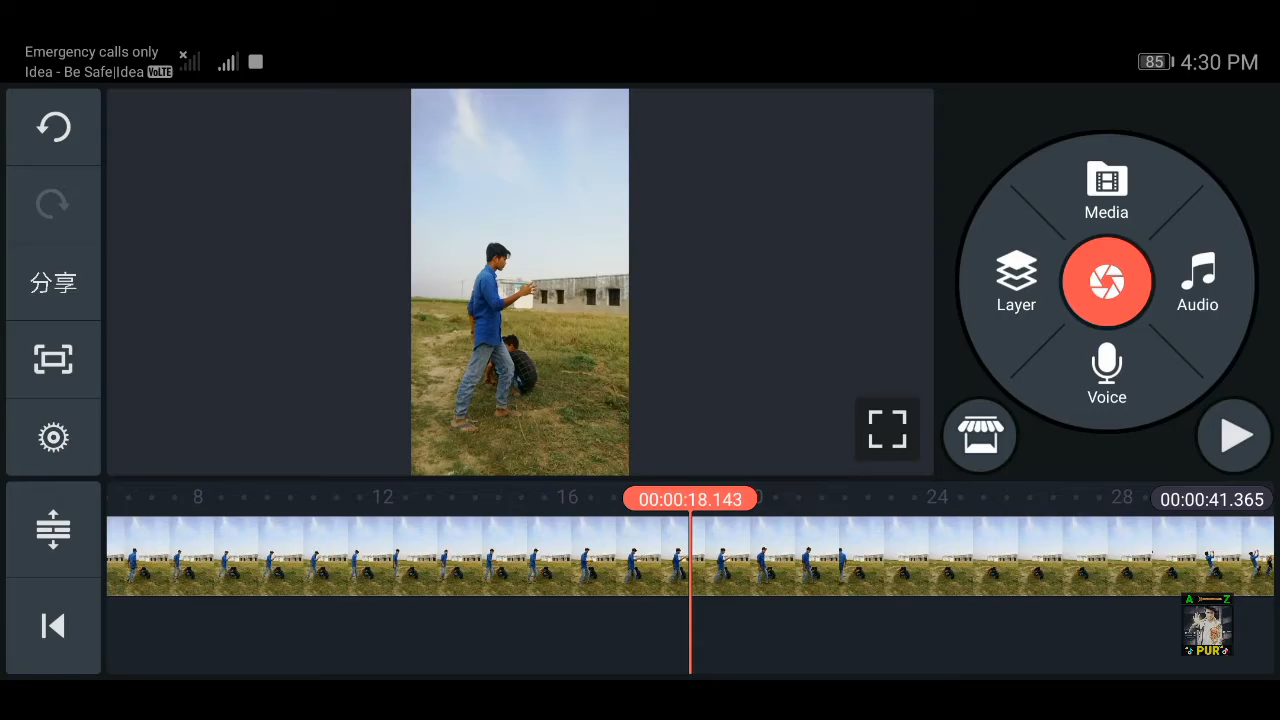 Emergency calls only
Idea - Be Safe|Idea VoLTE
85 4:30 PM
分享
Media
Layer
Audio
Voice
8 12 16 00:00:18.143 0 24 28 00:00:41.365
A Z
PUR